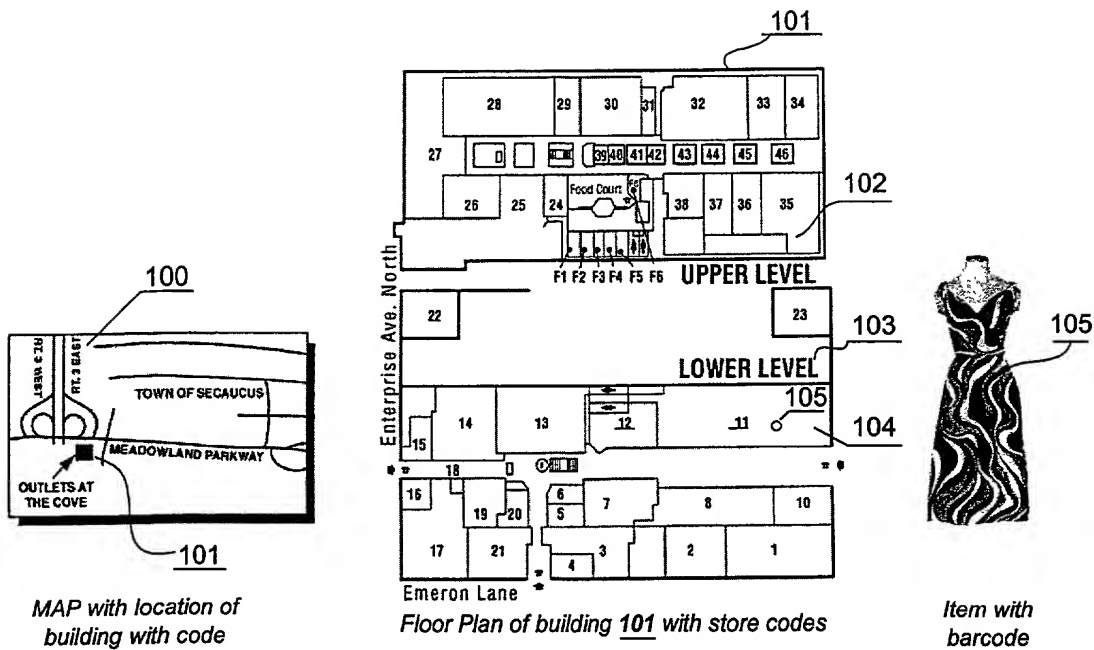 100
RT. 3 WEST
RT. 3 EAST
TOWN OF SECAUCUS
MEADOWLAND PARKWAY
OUTLETS AT
THE COVE
101
MAP with location of
building with code
101
28 29 30 31 32 33 34
27
39 40 41 42 43 44 45 46
26 25 24 Food Court F6 38 37 36 35
102
F1 F2 F3 F4 F5 F6
UPPER LEVEL
Enterprise Ave. North
22 23
103
LOWER LEVEL
105
15 14 13 12 11
104
18
16 19 20 6 7 8 10
5
17 21 4 3 2 1
Emeron Lane
Floor Plan of building 101 with store codes
105
Item with
barcode